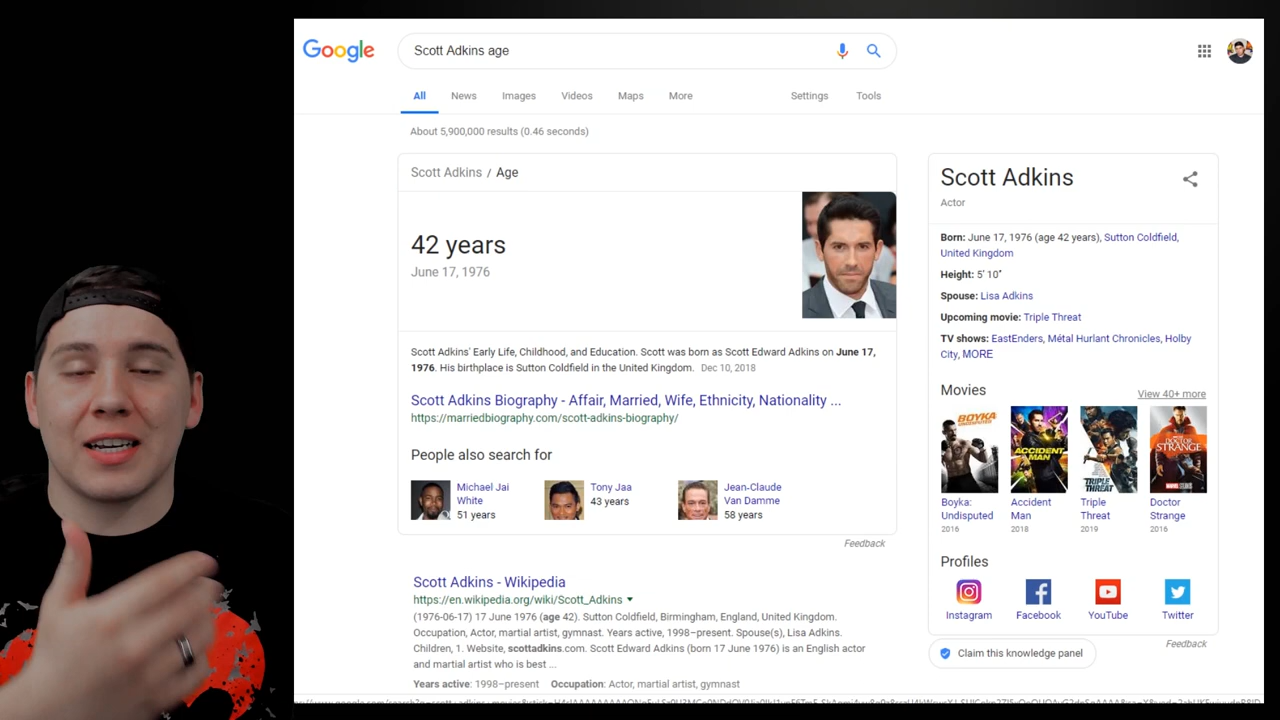 Google
Scott Adkins age
All News Images Videos Maps More Settings Tools
About 5,900,000 results (0.46 seconds)
Scott Adkins / Age
42 years
June 17, 1976
Scott Adkins' Early Life, Childhood, and Education. Scott was born as Scott Edward Adkins on June 17,
1976. His birthplace is Sutton Coldfield in the United Kingdom. Dec 10, 2018
Scott Adkins Biography - Affair, Married, Wife, Ethnicity, Nationality ...
https://marriedbiography.com/scott-adkins-biography/
People also search for
Michael Jai
White
51 years
Tony Jaa
43 years
Jean-Claude
Van Damme
58 years
Feedback
Scott Adkins - Wikipedia
https://en.wikipedia.org/wiki/Scott_Adkins
(1976-06-17) 17 June 1976 (age 42). Sutton Coldfield, Birmingham, England, United Kingdom.
Occupation, Actor, martial artist, gymnast. Years active, 1998–present. Spouse(s), Lisa Adkins.
Children, 1. Website, scottadkins.com. Scott Edward Adkins (born 17 June 1976) is an English actor
and martial artist who is best ...
Years active: 1998–present Occupation: Actor, martial artist, gymnast
Scott Adkins
Actor
Born: June 17, 1976 (age 42 years), Sutton Coldfield,
United Kingdom
Height: 5′ 10″
Spouse: Lisa Adkins
Upcoming movie: Triple Threat
TV shows: EastEnders, Métal Hurlant Chronicles, Holby
City, MORE
Movies
View 40+ more
BOYKA
UNDISPUTED
ACCIDENT
MAN
TRIPLE
THREAT
DOCTOR
STRANGE
Boyka:
Undisputed
2016
Accident
Man
2018
Triple
Threat
2019
Doctor
Strange
2016
Profiles
Instagram
Facebook
YouTube
Twitter
Feedback
Claim this knowledge panel